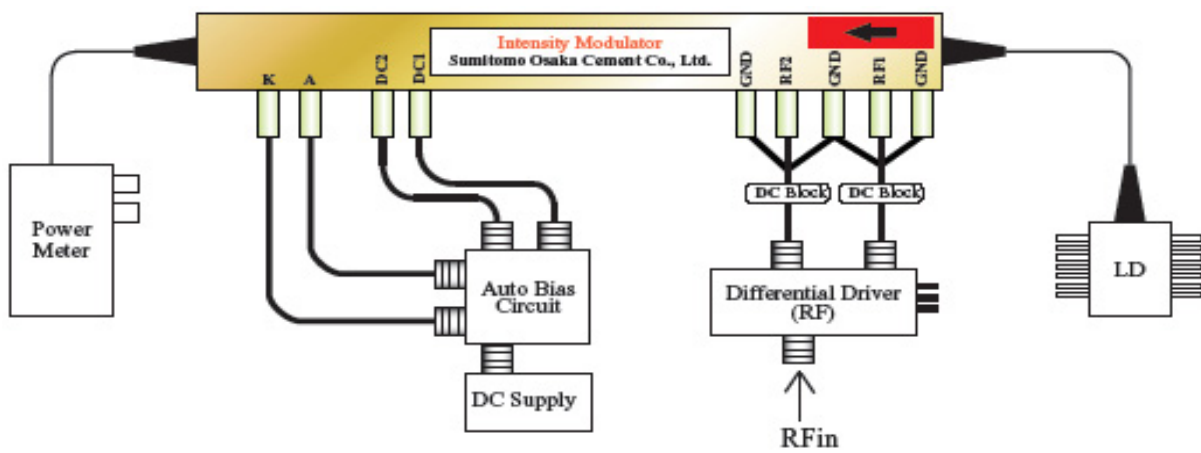 Intensity Modulator
Sumitomo Osaka Cement Co., Ltd.
K
A
DC2
DC1
GND
RF2
GND
RF1
GND
DC Block
DC Block
Power
Meter
Auto Bias
Circuit
DC Supply
Differential Driver
(RF)
LD
RFin